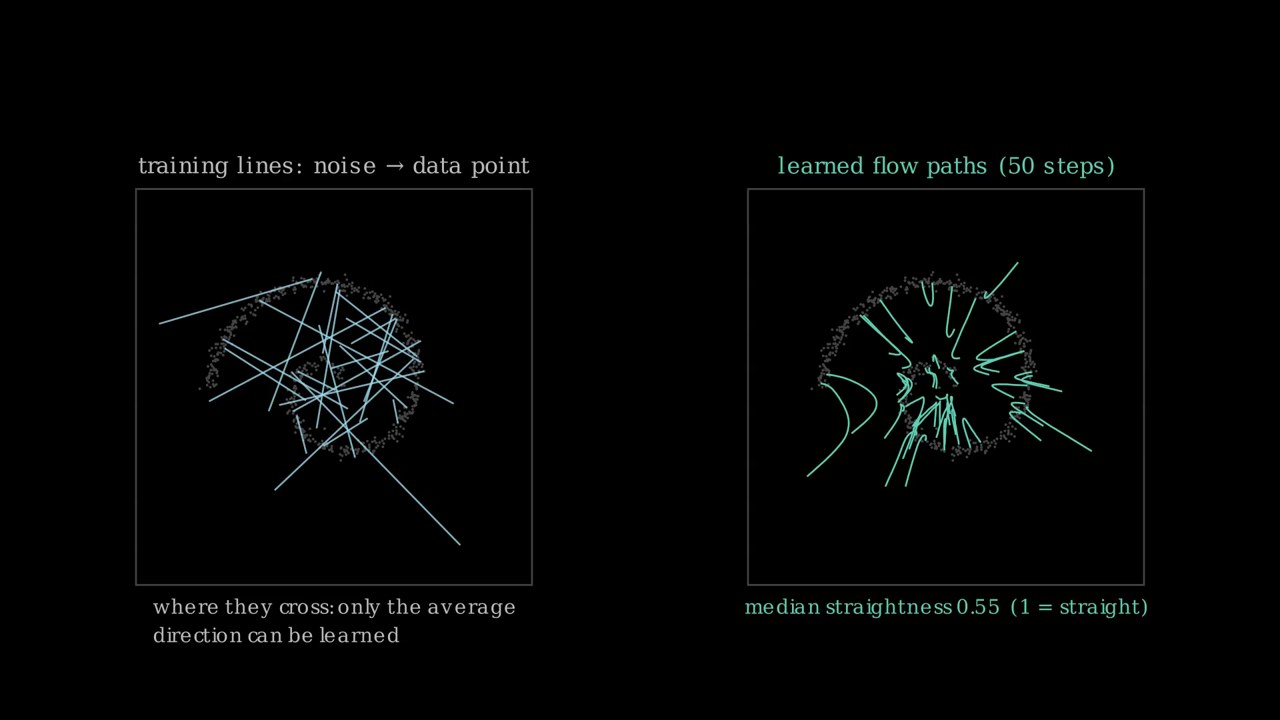 training lines: noise → data point
learned flow paths (50 steps)
where they cross: only the average
direction can be learned
median straightness 0.55 (1 = straight)